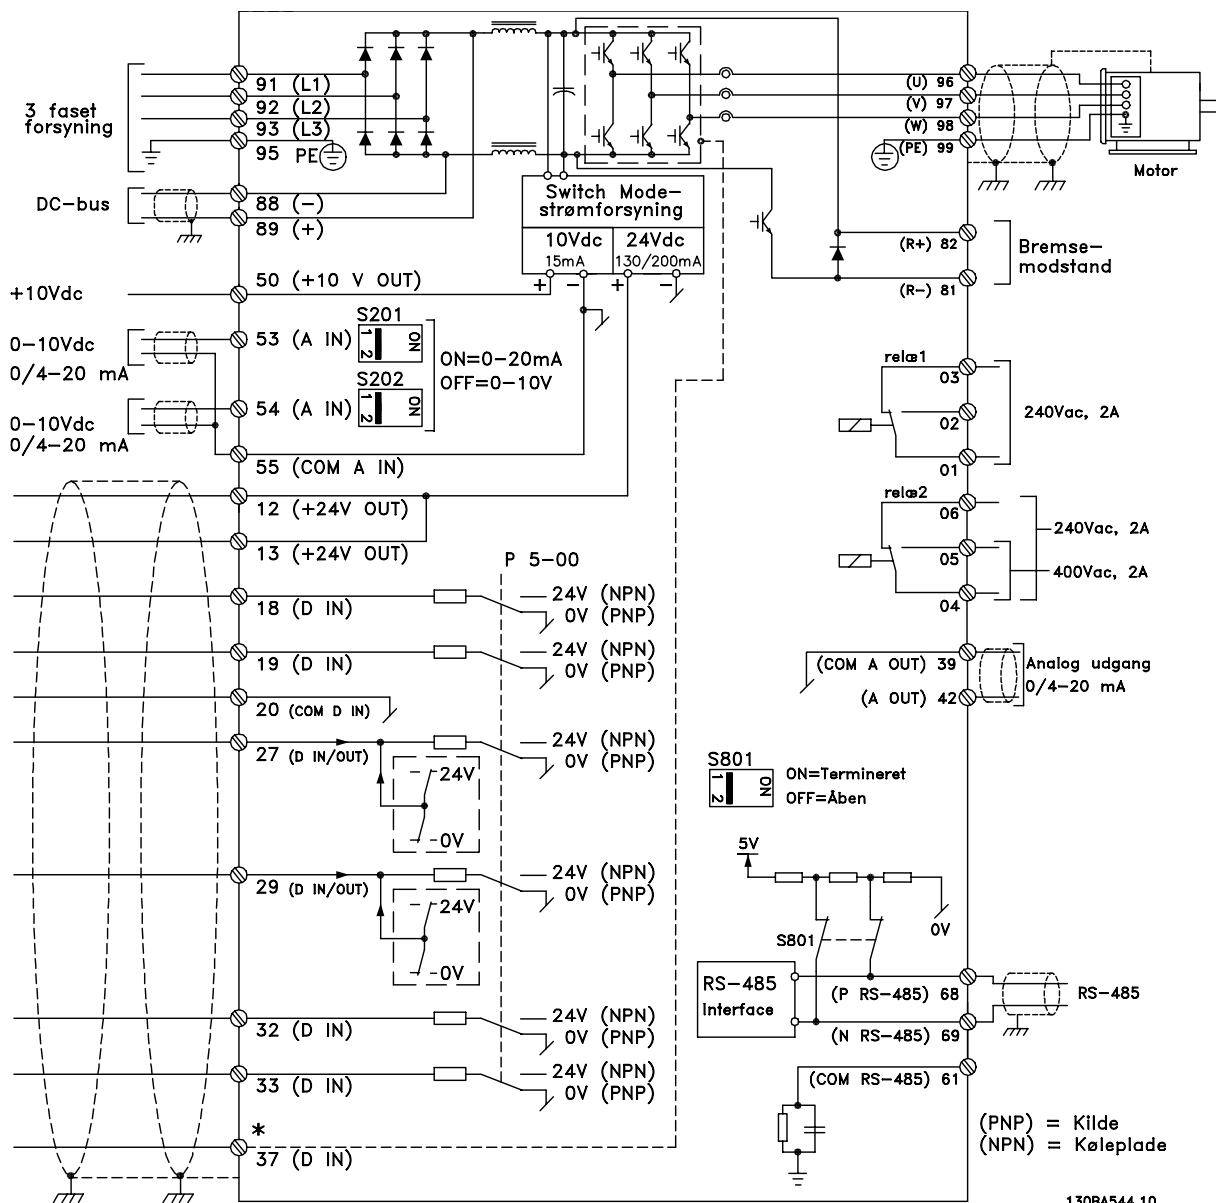 3 faset
forsyning
91 (L1)
92 (L2)
93 (L3)
95 PE
DC-bus
88 (-)
89 (+)
+10Vdc
50 (+10 V OUT)
0-10Vdc
0/4-20 mA
53 (A IN)
S201
1 2
ON
ON=0-20mA
OFF=0-10V
0-10Vdc
0/4-20 mA
54 (A IN)
S202
1 2
ON
55 (COM A IN)
12 (+24V OUT)
13 (+24V OUT)
Switch Mode-
strømforsyning
10Vdc
15mA
24Vdc
130/200mA
+ - + -
P 5-00
18 (D IN)
24V (NPN)
0V (PNP)
19 (D IN)
24V (NPN)
0V (PNP)
20 (COM D IN)
27 (D IN/OUT)
24V (NPN)
0V (PNP)
24V
0V
29 (D IN/OUT)
24V (NPN)
0V (PNP)
24V
0V
32 (D IN)
24V (NPN)
0V (PNP)
33 (D IN)
24V (NPN)
0V (PNP)
*
37 (D IN)
(U) 96
(V) 97
(W) 98
(PE) 99
Motor
(R+) 82
(R-) 81
Bremse-
modstand
relæ1
03
02
01
240Vac, 2A
relæ2
06
05
04
240Vac, 2A
400Vac, 2A
(COM A OUT) 39
(A OUT) 42
Analog udgang
0/4-20 mA
S801
1 2
ON
ON=Termineret
OFF=Åben
5V
0V
S801
RS-485
Interface
(P RS-485) 68
(N RS-485) 69
RS-485
(COM RS-485) 61
(PNP) = Kilde
(NPN) = Køleplade
130BA544.10